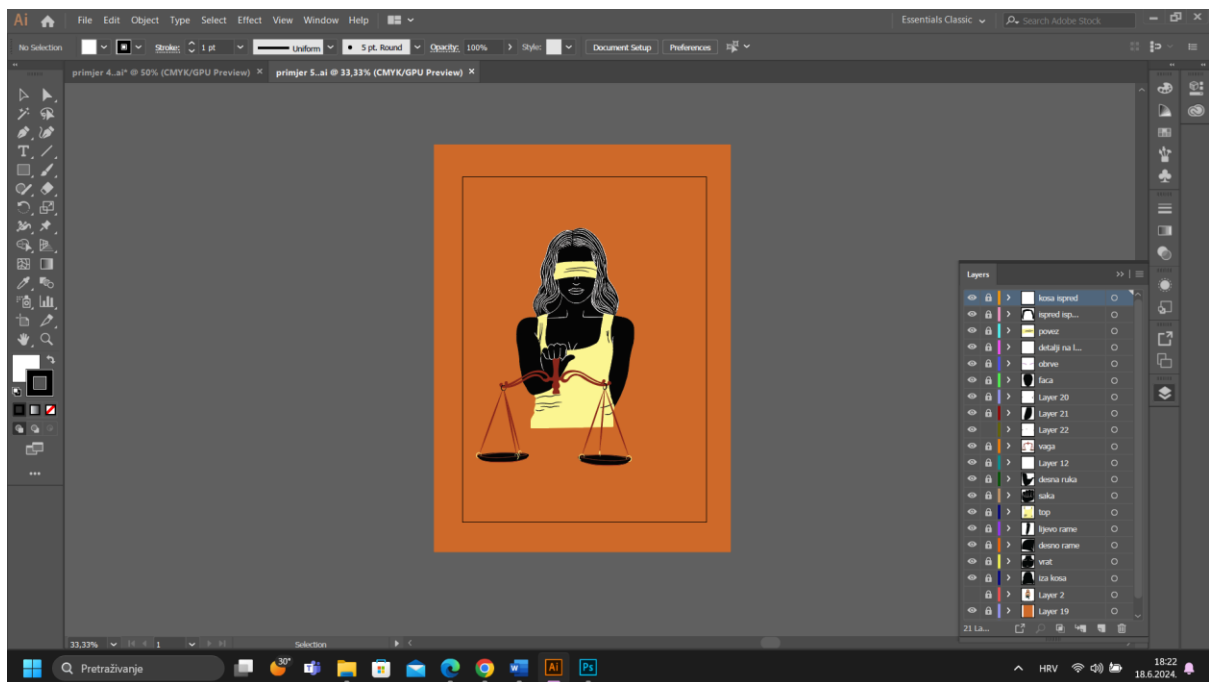 Ai File Edit Object Type Select Effect View Window Help Essentials Classic Search Adobe Stock
No Selection Stroke: 1 pt Uniform 5 pt. Round Opacity: 100% Style: Document Setup Preferences
primjer 4..ai* @ 50% (CMYK/GPU Preview) × primjer 5..ai @ 33,33% (CMYK/GPU Preview) ×
Layers
kosa ispred
ispred isp...
povez
detalji na l...
obrve
faca
Layer 20
Layer 21
Layer 22
vaga
Layer 12
desna ruka
saka
top
lijevo rame
desno rame
vrat
iza kosa
Layer 2
Layer 19
21 La...
33,33% 1 Selection
Pretraživanje 30° W Ai Ps HRV 18:22
18.6.2024.